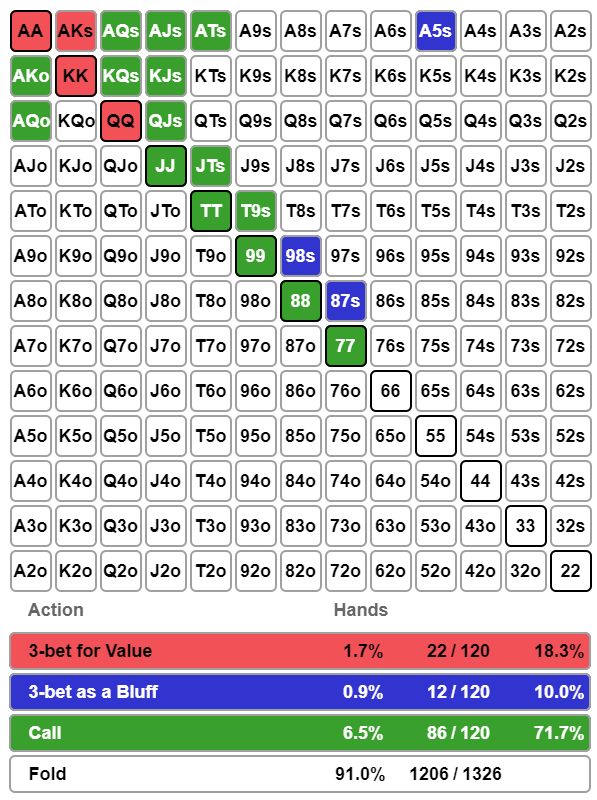 AA AKs AQs AJs ATs A9s A8s A7s A6s A5s A4s A3s A2s
AKo KK KQs KJs KTs K9s K8s K7s K6s K5s K4s K3s K2s
AQo KQo QQ QJs QTs Q9s Q8s Q7s Q6s Q5s Q4s Q3s Q2s
AJo KJo QJo JJ JTs J9s J8s J7s J6s J5s J4s J3s J2s
ATo KTo QTo JTo TT T9s T8s T7s T6s T5s T4s T3s T2s
A9o K9o Q9o J9o T9o 99 98s 97s 96s 95s 94s 93s 92s
A8o K8o Q8o J8o T8o 98o 88 87s 86s 85s 84s 83s 82s
A7o K7o Q7o J7o T7o 97o 87o 77 76s 75s 74s 73s 72s
A6o K6o Q6o J6o T6o 96o 86o 76o 66 65s 64s 63s 62s
A5o K5o Q5o J5o T5o 95o 85o 75o 65o 55 54s 53s 52s
A4o K4o Q4o J4o T4o 94o 84o 74o 64o 54o 44 43s 42s
A3o K3o Q3o J3o T3o 93o 83o 73o 63o 53o 43o 33 32s
A2o K2o Q2o J2o T2o 92o 82o 72o 62o 52o 42o 32o 22
Action Hands
3-bet for Value 1.7% 22 / 120 18.3%
3-bet as a Bluff 0.9% 12 / 120 10.0%
Call 6.5% 86 / 120 71.7%
Fold 91.0% 1206 / 1326